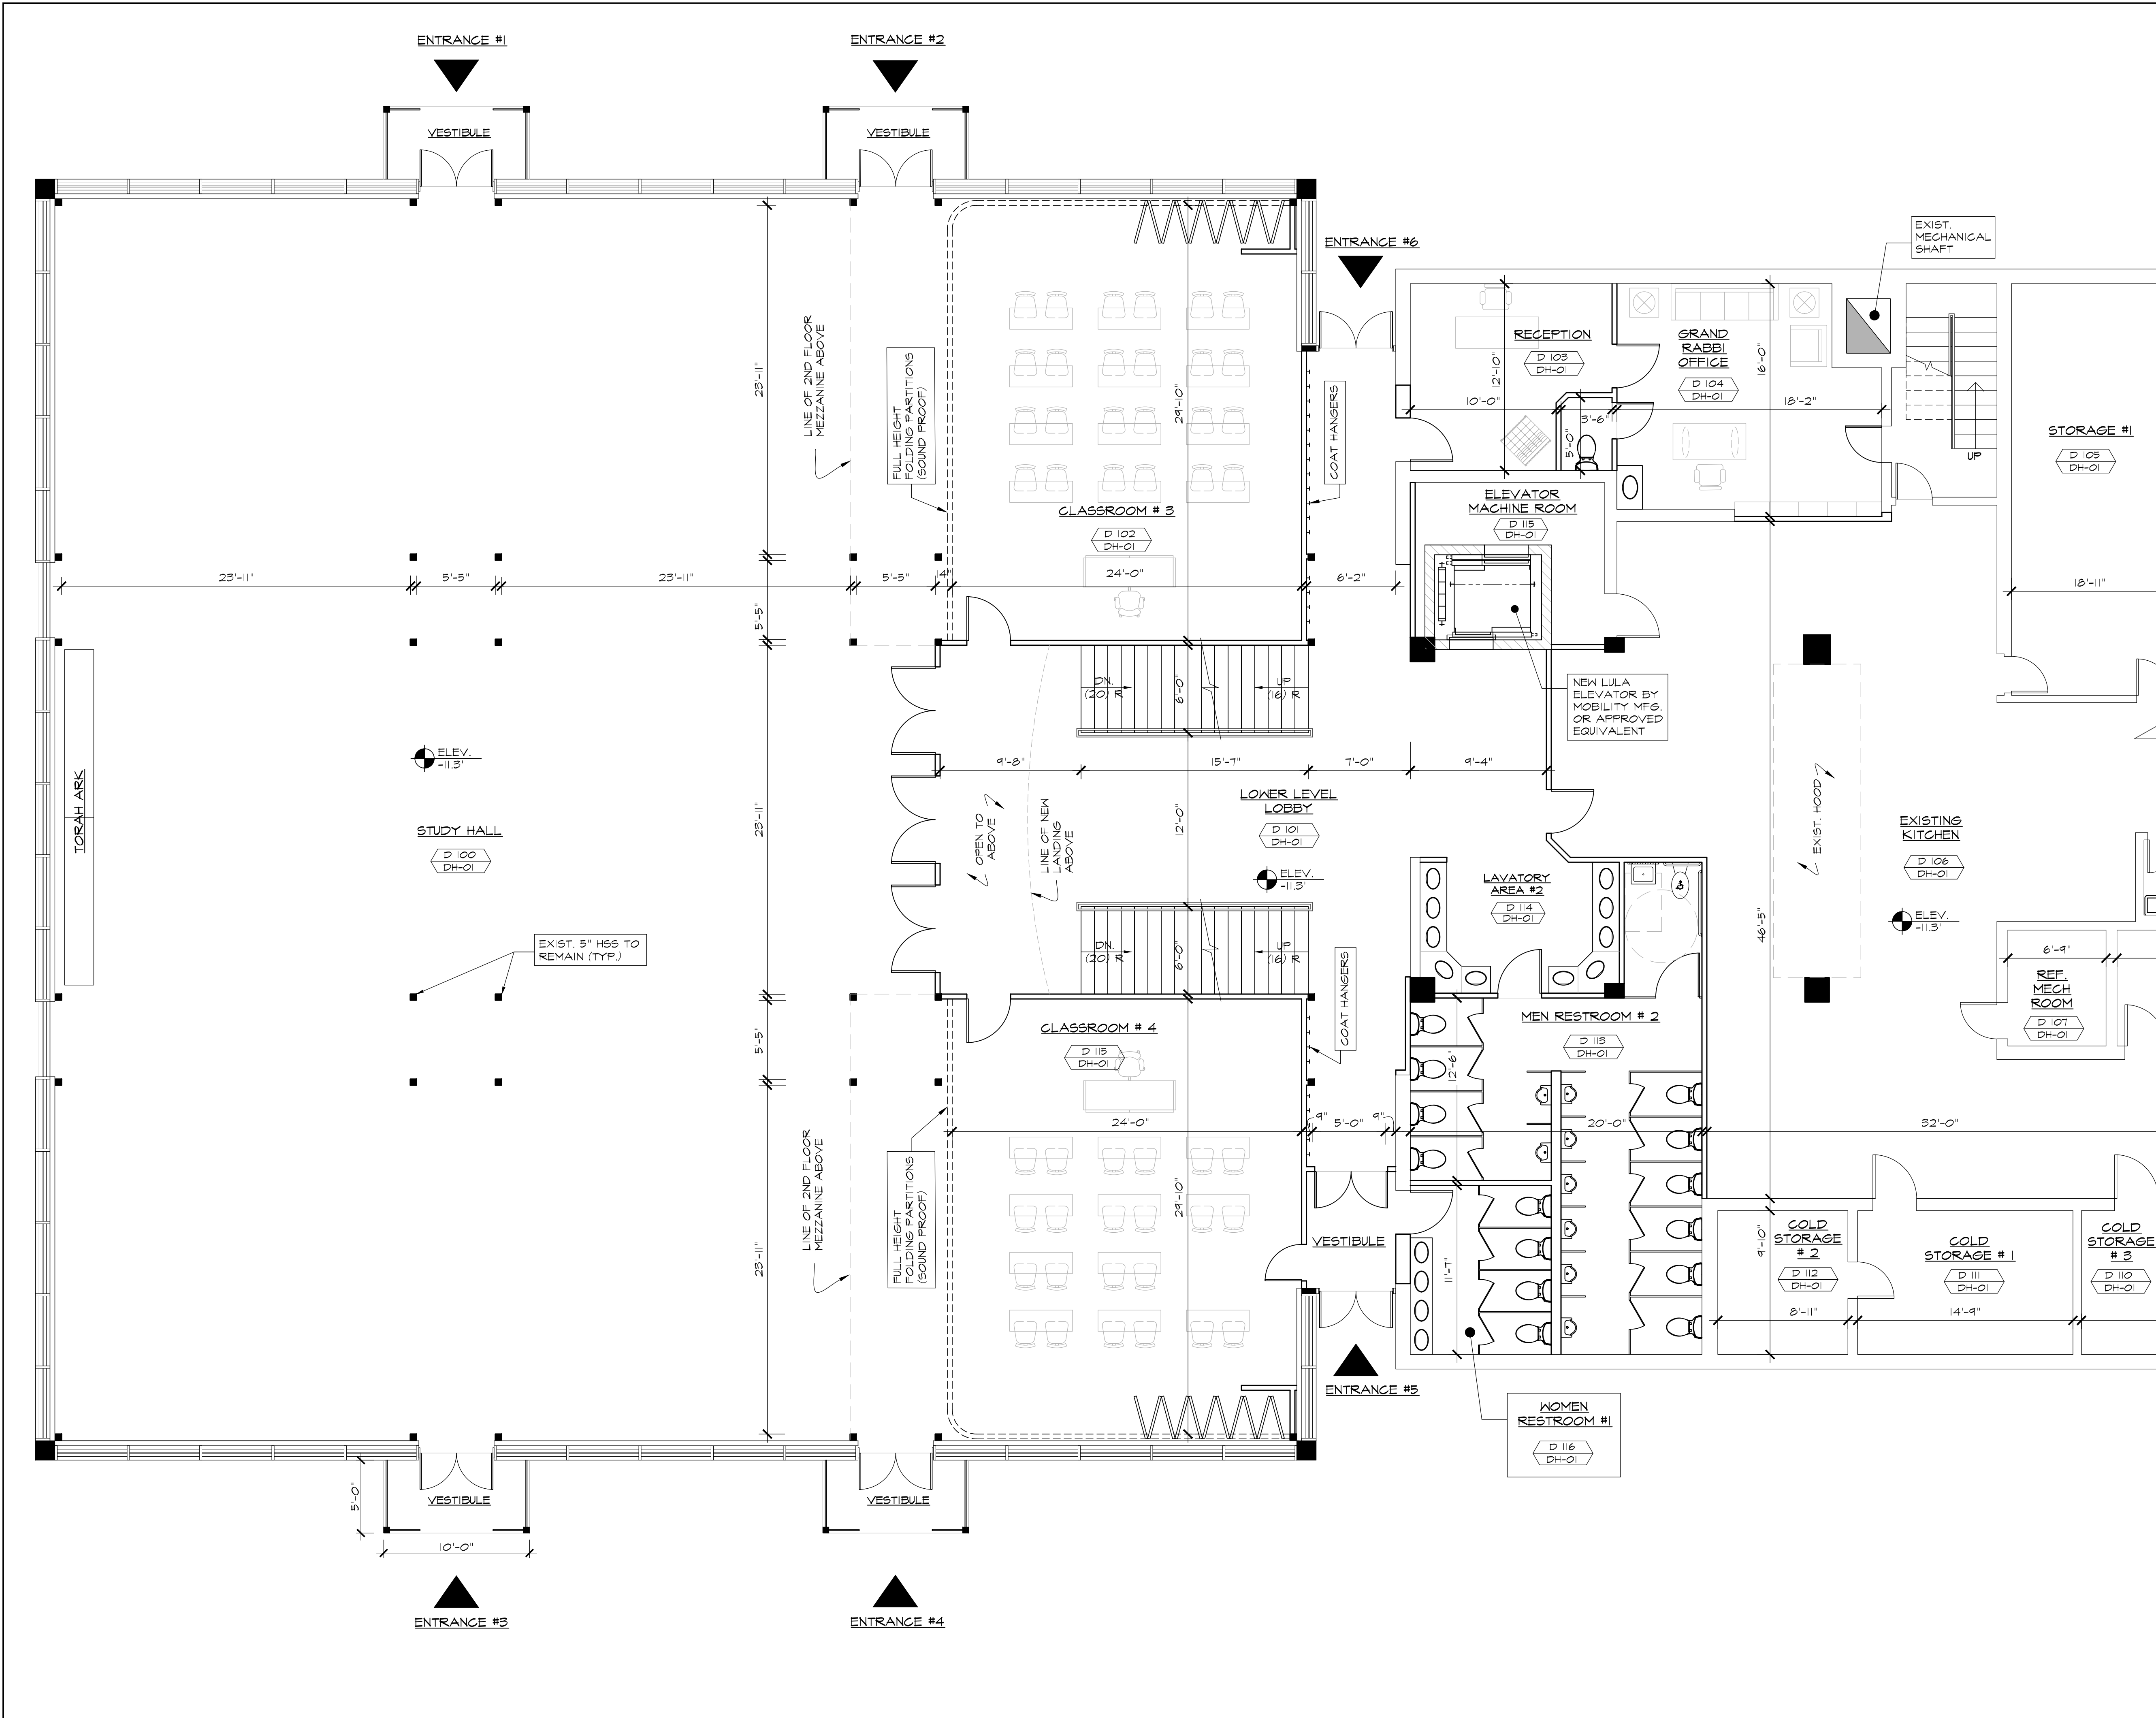 ENTRANCE #1
ENTRANCE #2
VESTIBULE
VESTIBULE
ENTRANCE #6
EXIST.
MECHANICAL
SHAFT
LINE OF 2ND FLOOR
MEZZANINE ABOVE
FULL HEIGHT
FOLDING PARTITIONS
(SOUND PROOF)
23'-11"
29'-10"
COAT HANGERS
CLASSROOM # 3
D 102
DH-01
RECEPTION
D 103
DH-01
12'-10"
10'-0"
3'-6"
5'-0"
GRAND
RABBI
OFFICE
D 104
DH-01
16'-0"
18'-2"
UP
STORAGE #1
D 105
DH-01
18'-11"
ELEVATOR
MACHINE ROOM
D 115
DH-01
23'-11"
5'-5"
23'-11"
5'-5"
14"
24'-0"
6'-2"
5'-5"
NEW LULA
ELEVATOR BY
MOBILITY MFG.
OR APPROVED
EQUIVALENT
DN.
(20) R
6'-0"
UP
(16) R
TORAH ARK
ELEV.
-11.3'
STUDY HALL
D 100
DH-01
23'-11"
9'-8"
15'-7"
7'-0"
9'-4"
OPEN TO
ABOVE
LINE OF NEW
LANDING
ABOVE
12'-0"
LOWER LEVEL
LOBBY
D 101
DH-01
ELEV.
-11.3'
EXIST. HOOD
EXISTING
KITCHEN
D 106
DH-01
ELEV.
-11.3'
46'-5"
LAVATORY
AREA #2
D 114
DH-01
EXIST. 5" HSS TO
REMAIN (TYP.)
DN.
(20) R
6'-0"
UP
(16) R
COAT HANGERS
6'-9"
REF.
MECH
ROOM
D 107
DH-01
5'-5"
CLASSROOM # 4
D 115
DH-01
MEN RESTROOM # 2
D 113
DH-01
12'-6"
24'-0"
9"
5'-0"
9"
20'-0"
32'-0"
LINE OF 2ND FLOOR
MEZZANINE ABOVE
FULL HEIGHT
FOLDING PARTITIONS
(SOUND PROOF)
23'-11"
29'-10"
VESTIBULE
11'-7"
9'-10"
COLD
STORAGE
# 2
D 112
DH-01
8'-11"
COLD
STORAGE # 1
D 111
DH-01
14'-9"
COLD
STORAGE
# 3
D 110
DH-01
ENTRANCE #5
WOMEN
RESTROOM #1
D 116
DH-01
5'-0"
VESTIBULE
VESTIBULE
10'-0"
ENTRANCE #3
ENTRANCE #4